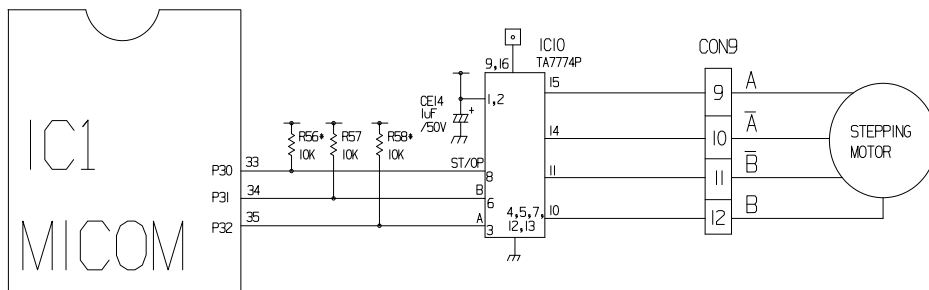 IC1
MICOM
P30
P31
P32
33
34
35
R56*
10K
R57
10K
R58*
10K
CE14
1uF
/50V
+
9,16
IC10
TA7774P
1,2
ST/OP
8
B
6
A
3
4,5,7,
12,13
15
14
11
10
CON9
9
10
11
12
A
A̅
B̅
B
STEPPING
MOTOR